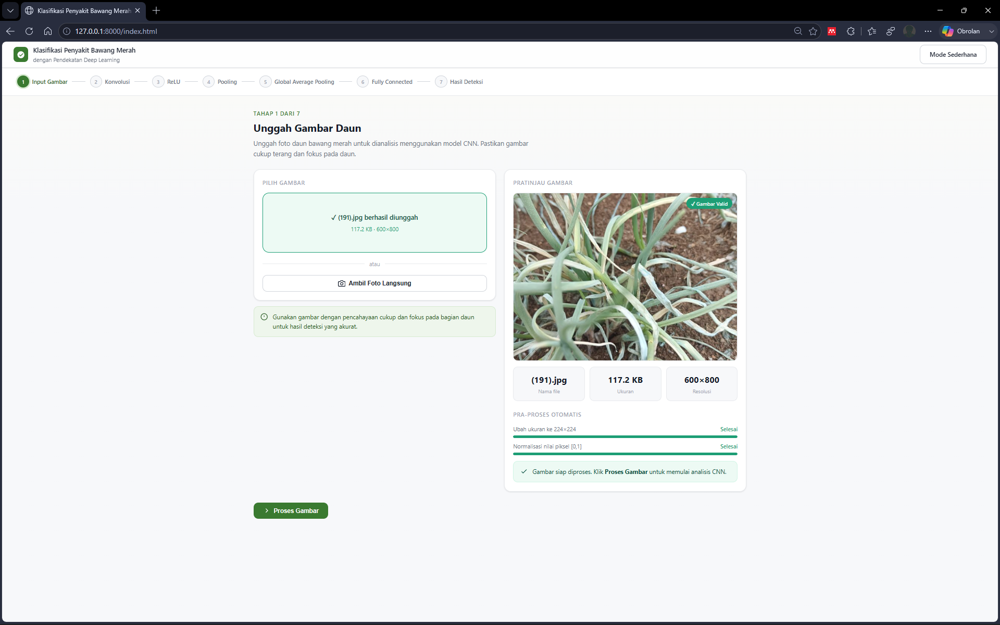 Klasifikasi Penyakit Bawang Merah
127.0.0.1:8000/index.html
Obrolan
Klasifikasi Penyakit Bawang Merah
dengan Pendekatan Deep Learning
Mode Sederhana
1 Input Gambar
2 Konvolusi
3 ReLU
4 Pooling
5 Global Average Pooling
6 Fully Connected
7 Hasil Deteksi
TAHAP 1 DARI 7
Unggah Gambar Daun
Unggah foto daun bawang merah untuk dianalisis menggunakan model CNN. Pastikan gambar
cukup terang dan fokus pada daun.
PILIH GAMBAR
✓ (191).jpg berhasil diunggah
117.2 KB · 600×800
atau
Ambil Foto Langsung
Gunakan gambar dengan pencahayaan cukup dan fokus pada bagian daun
untuk hasil deteksi yang akurat.
PRATINJAU GAMBAR
✓ Gambar Valid
(191).jpg
Nama file
117.2 KB
Ukuran
600×800
Resolusi
PRA-PROSES OTOMATIS
Ubah ukuran ke 224×224
Selesai
Normalisasi nilai piksel [0,1]
Selesai
Gambar siap diproses. Klik Proses Gambar untuk memulai analisis CNN.
Proses Gambar